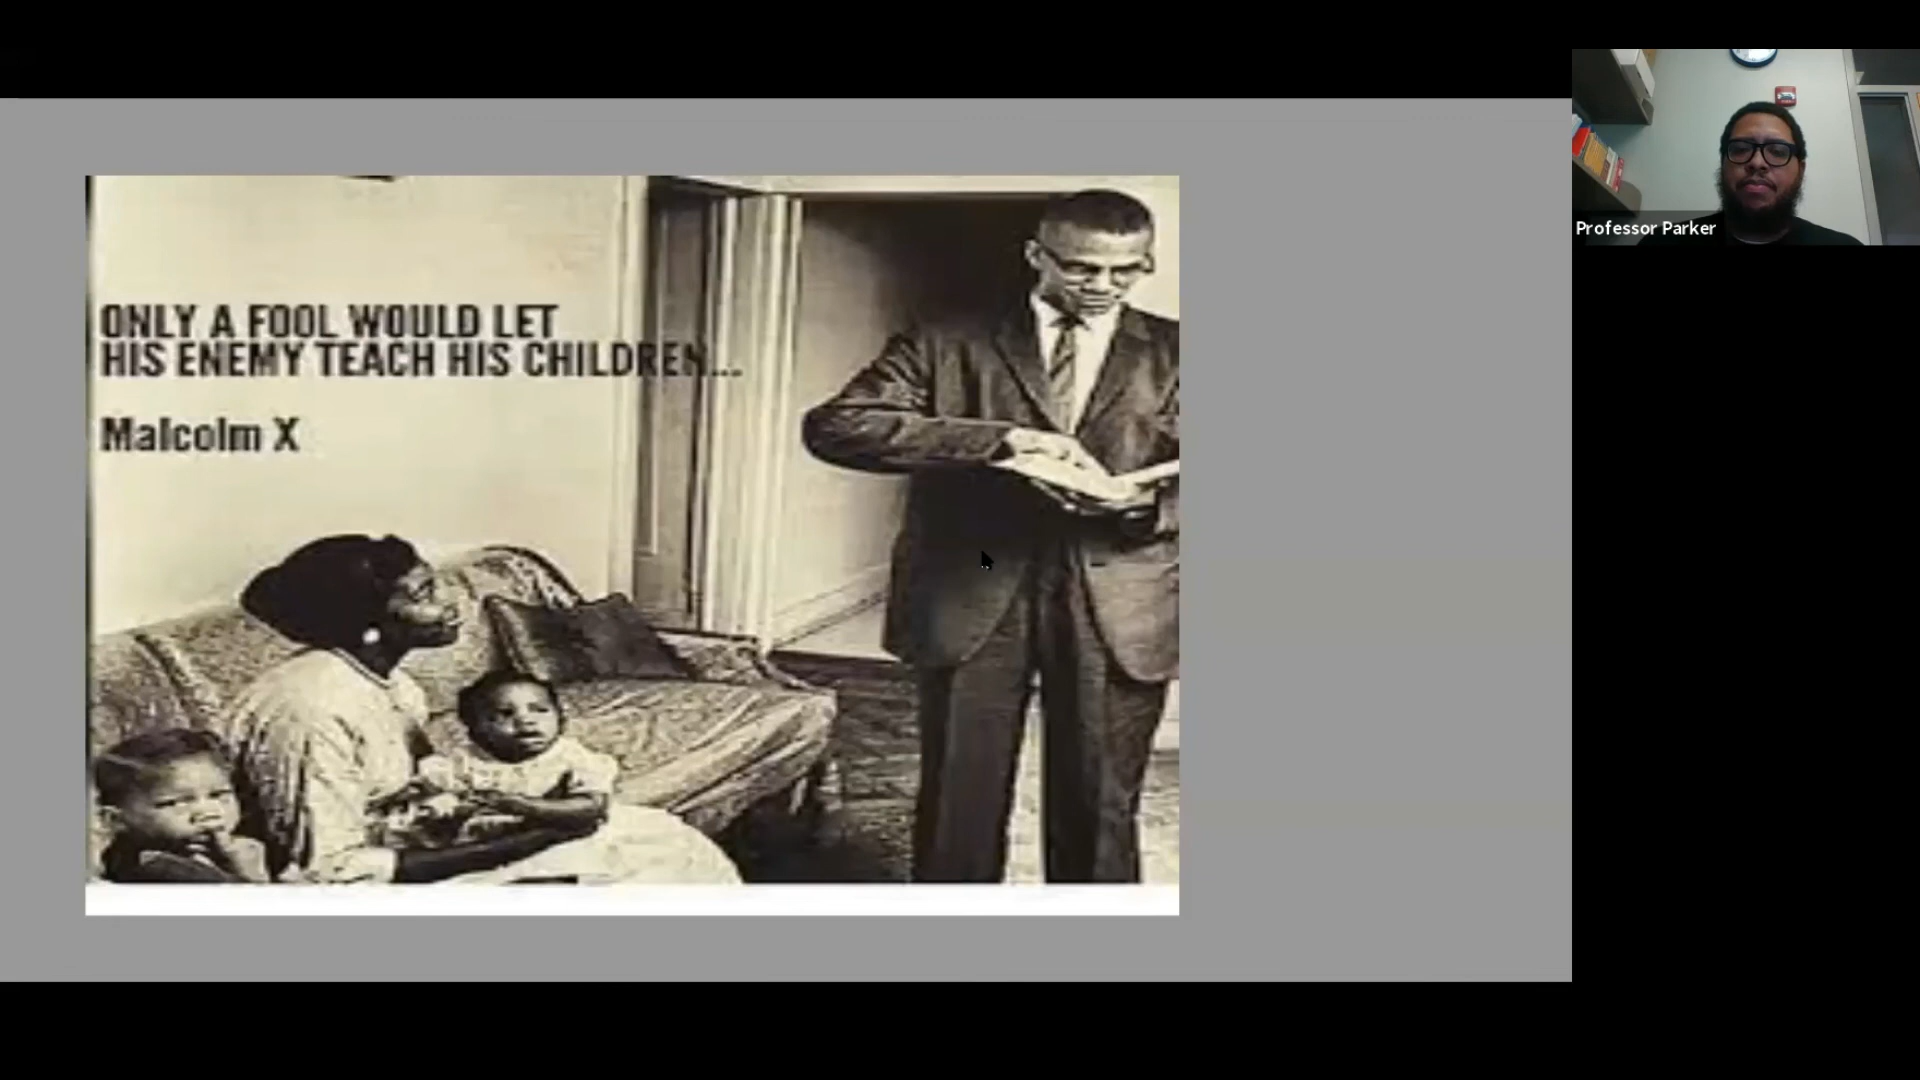 ONLY A FOOL WOULD LET
HIS ENEMY TEACH HIS CHILDREN...
Malcolm X
Professor Parker